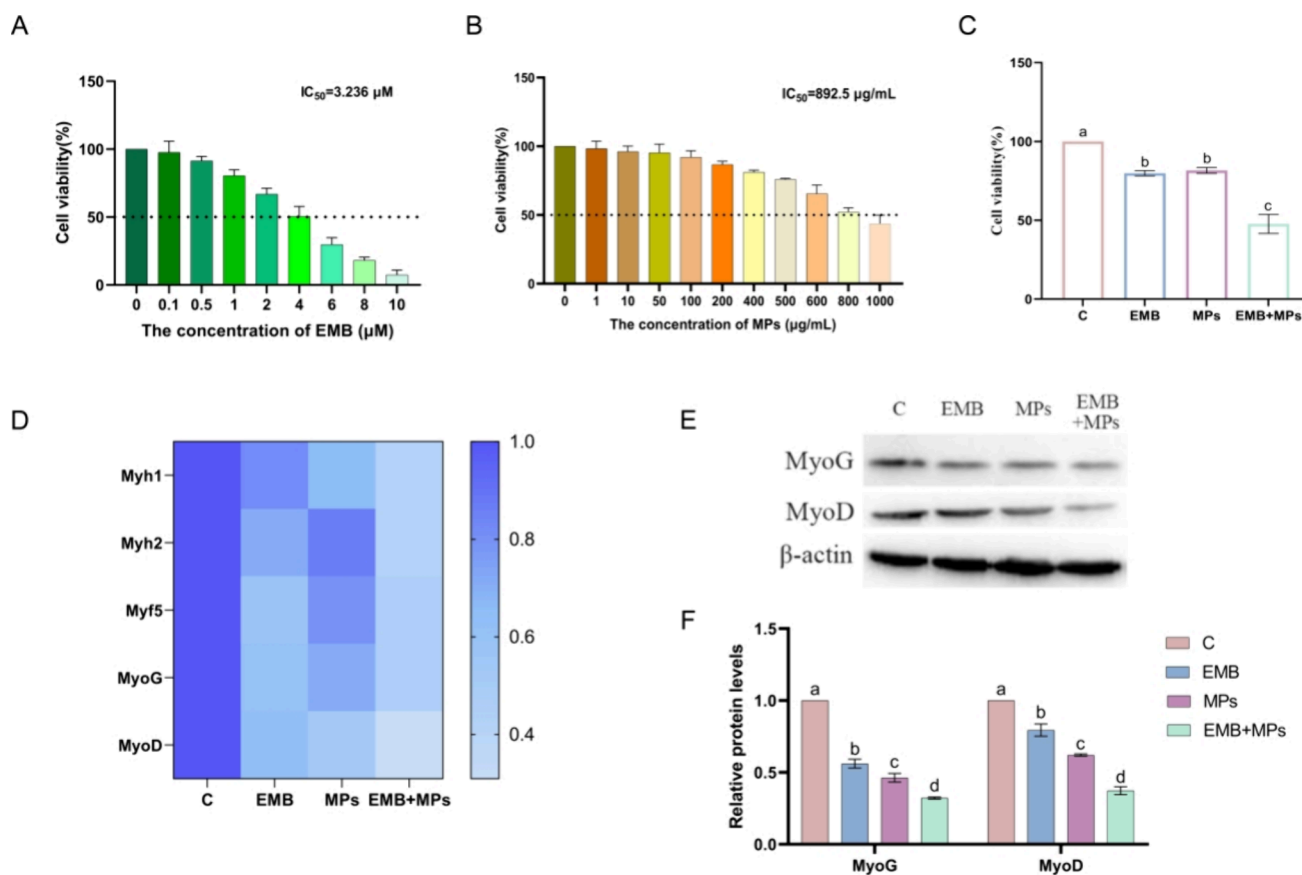 A
IC50=3.236 μM
Cell viability(%)
150
100
50
0
0 0.1 0.5 1 2 4 6 8 10
The concentration of EMB (μM)
B
IC50=892.5 μg/mL
Cell viability(%)
150
100
50
0
0 1 10 50 100 200 400 500 600 800 1000
The concentration of MPs (μg/mL)
C
Cell viability(%)
150
100
50
0
a
b
b
c
C EMB MPs EMB+MPs
D
Myh1
Myh2
Myf5
MyoG
MyoD
C EMB MPs EMB+MPs
1.0
0.8
0.6
0.4
E
C EMB MPs EMB
+MPs
MyoG
MyoD
β-actin
F
Relative protein levels
1.5
1.0
0.5
0.0
a
b
c
d
a
b
c
d
MyoG MyoD
C
EMB
MPs
EMB+MPs